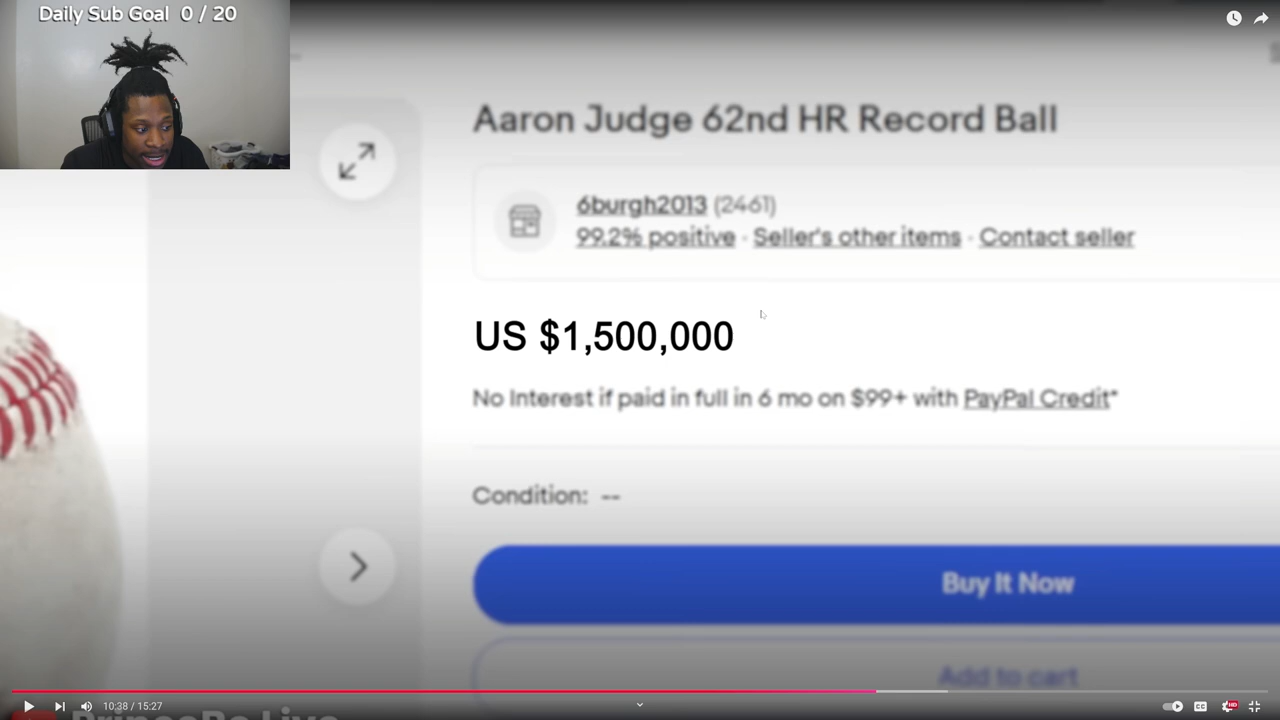 Daily Sub Goal 0 / 20
Aaron Judge 62nd HR Record Ball
6burgh2013 (2461)
99.2% positive · Seller's other items · Contact seller
US $1,500,000
No Interest if paid in full in 6 mo on $99+ with PayPal Credit*
Condition: --
Buy It Now
Add to cart
10:38 / 15:27
HD